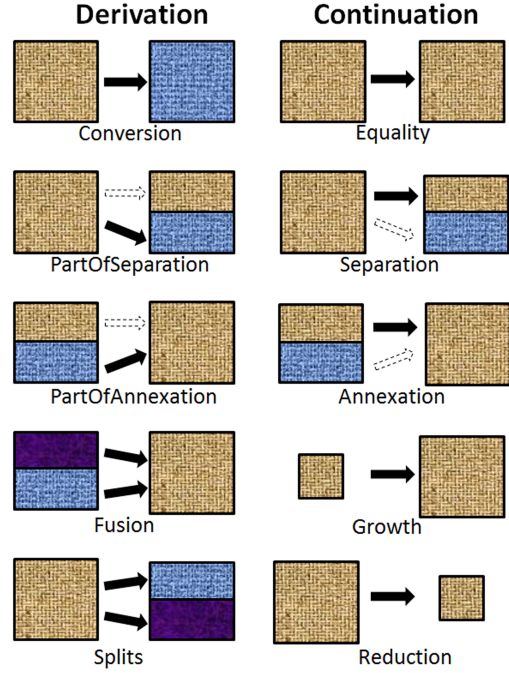 Derivation
Continuation
Conversion
Equality
PartOfSeparation
Separation
PartOfAnnexation
Annexation
Fusion
Growth
Splits
Reduction